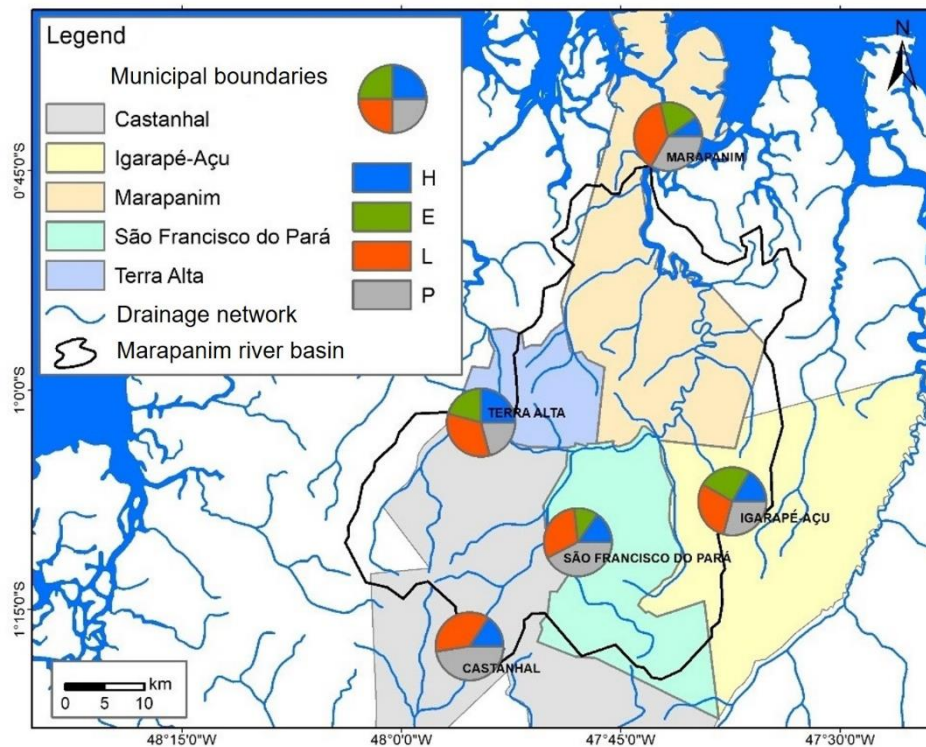 Legend
Municipal boundaries
Castanhal
Igarapé-Açu
Marapanim
São Francisco do Pará
Terra Alta
Drainage network
Marapanim river basin
H
E
L
P
N
MARAPANIM
TERRA ALTA
IGARAPÉ-AÇU
SÃO FRANCISCO DO PARÁ
CASTANHAL
0°45'0"S
1°0'0"S
1°15'0"S
km
0 5 10
48°15'0"W 48°0'0"W 47°45'0"W 47°30'0"W